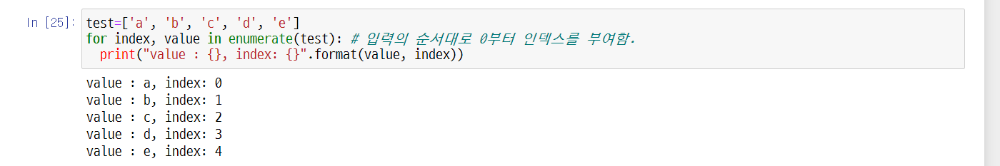 In [25]: test=['a', 'b', 'c', 'd', 'e']
for index, value in enumerate(test): # 입력의 순서대로 0부터 인덱스를 부여함.
  print("value : {}, index: {}".format(value, index))
value : a, index: 0
value : b, index: 1
value : c, index: 2
value : d, index: 3
value : e, index: 4